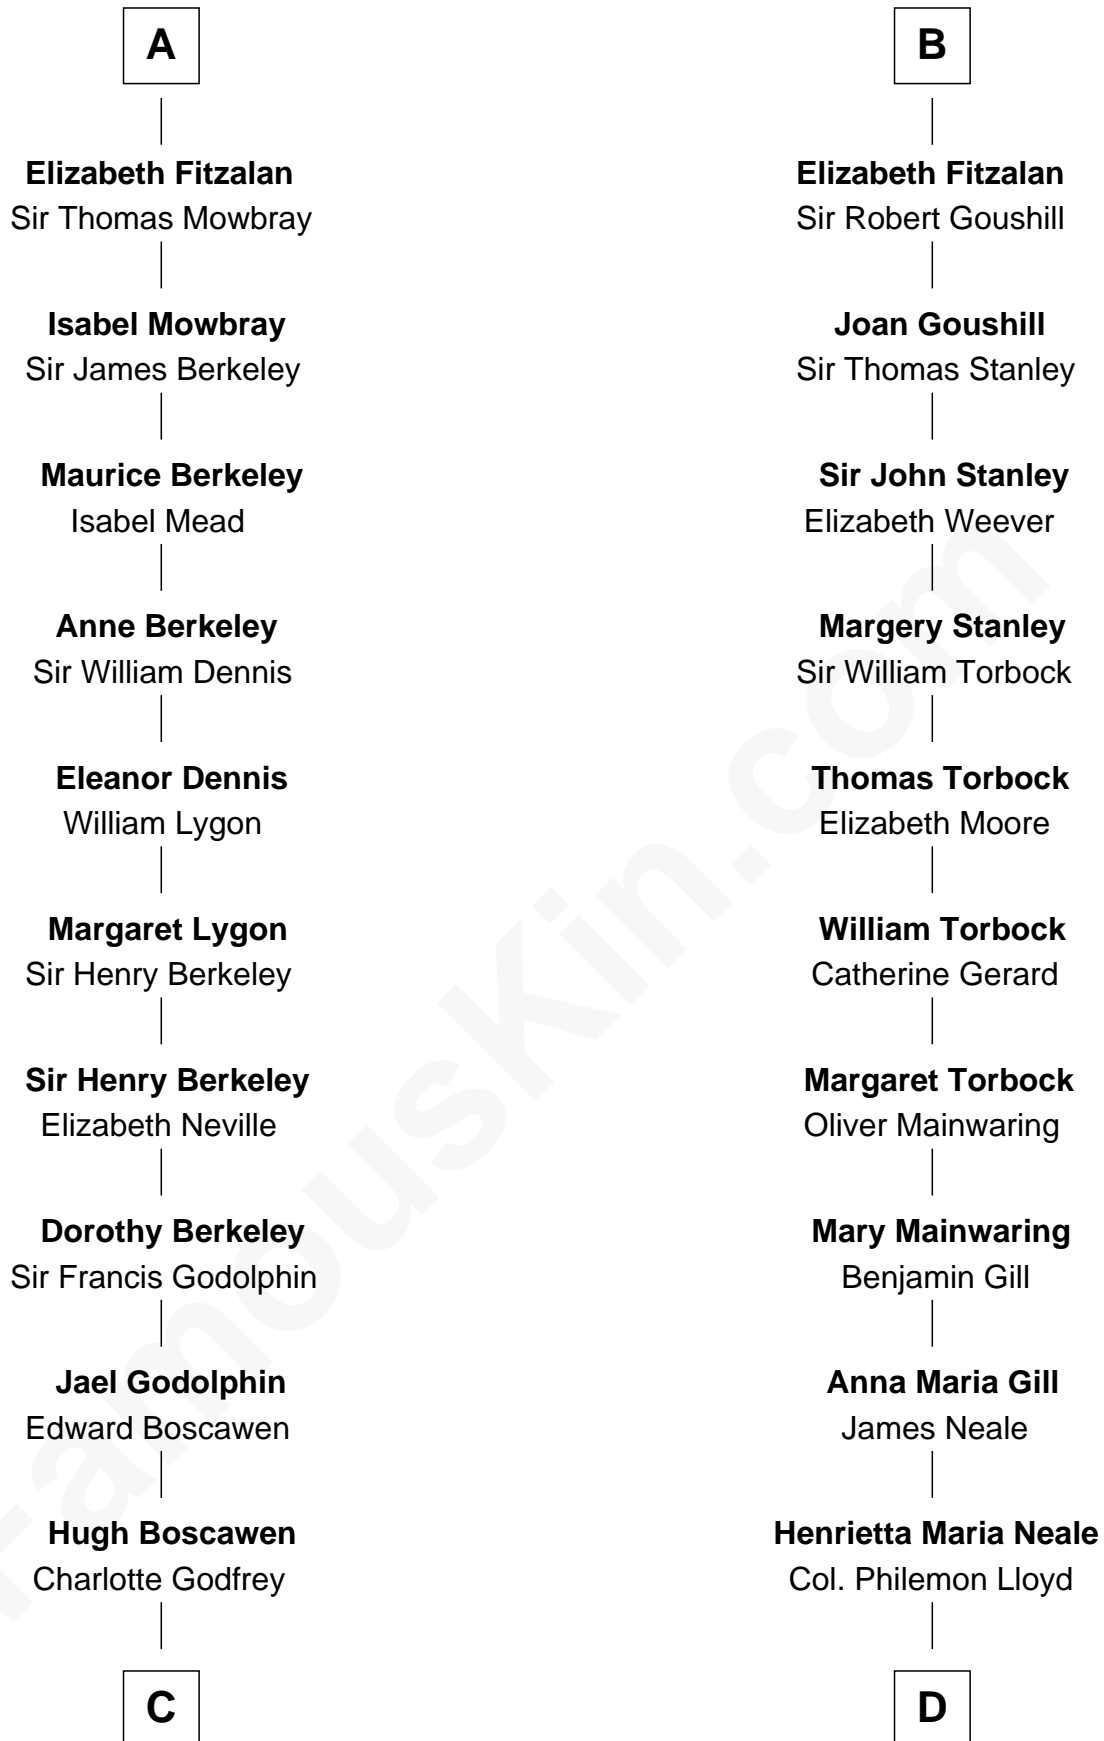 A
Elizabeth Fitzalan
Sir Thomas Mowbray
Isabel Mowbray
Sir James Berkeley
Maurice Berkeley
Isabel Mead
Anne Berkeley
Sir William Dennis
Eleanor Dennis
William Lygon
Margaret Lygon
Sir Henry Berkeley
Sir Henry Berkeley
Elizabeth Neville
Dorothy Berkeley
Sir Francis Godolphin
Jael Godolphin
Edward Boscawen
Hugh Boscawen
Charlotte Godfrey
C
B
Elizabeth Fitzalan
Sir Robert Goushill
Joan Goushill
Sir Thomas Stanley
Sir John Stanley
Elizabeth Weever
Margery Stanley
Sir William Torbock
Thomas Torbock
Elizabeth Moore
William Torbock
Catherine Gerard
Margaret Torbock
Oliver Mainwaring
Mary Mainwaring
Benjamin Gill
Anna Maria Gill
James Neale
Henrietta Maria Neale
Col. Philemon Lloyd
D
FamousKin.com